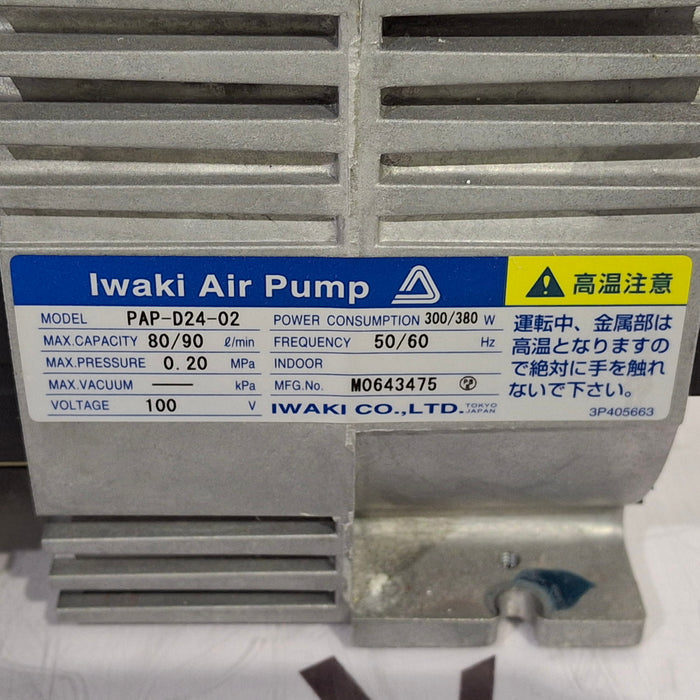 Iwaki Air Pump
MODEL PAP-D24-02
MAX.CAPACITY 80/90 ℓ/min
MAX.PRESSURE 0.20 MPa
MAX.VACUUM — kPa
VOLTAGE 100 V
POWER CONSUMPTION 300/380 W
FREQUENCY 50/60 Hz
INDOOR
MFG.No. M0643475
IWAKI CO.,LTD. TOKYO JAPAN
高温注意
運転中、金属部は
高温となりますの
で絶対に手を触れ
ないで下さい。
3P405663